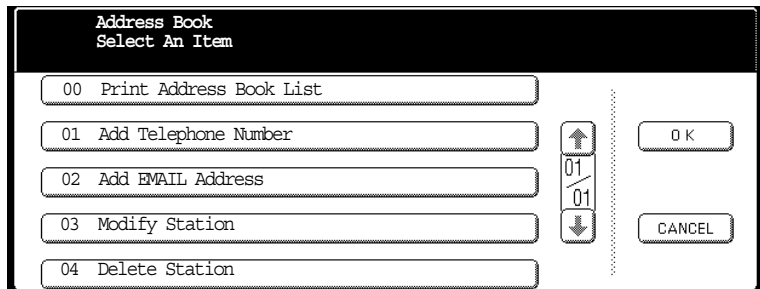 Address Book
Select An Item
00 Print Address Book List
01 Add Telephone Number
02 Add EMAIL Address
03 Modify Station
04 Delete Station
01
01
OK
CANCEL